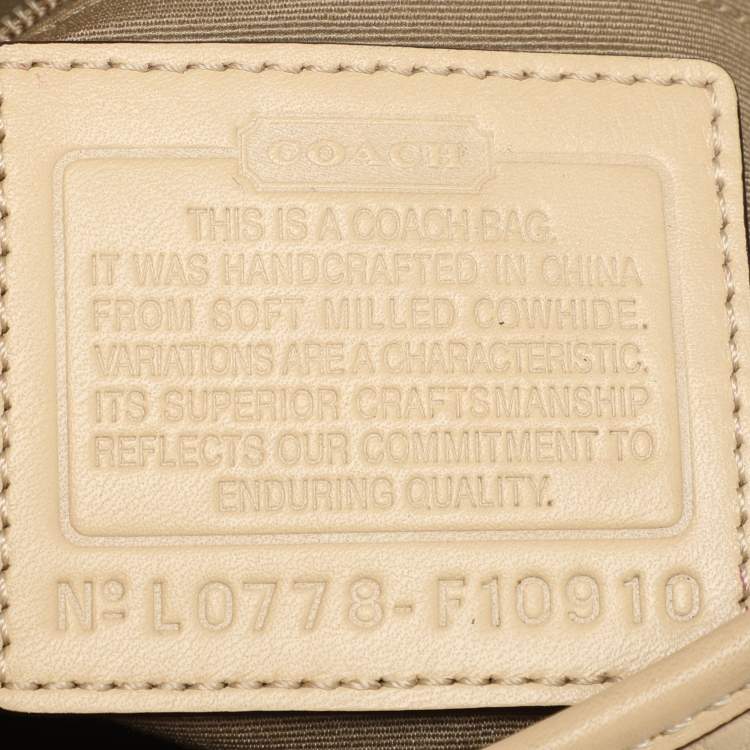 COACH
THIS IS A COACH BAG.
IT WAS HANDCRAFTED IN CHINA
FROM SOFT MILLED COWHIDE.
VARIATIONS ARE A CHARACTERISTIC.
ITS SUPERIOR CRAFTSMANSHIP
REFLECTS OUR COMMITMENT TO
ENDURING QUALITY.
Nº L0778-F10910